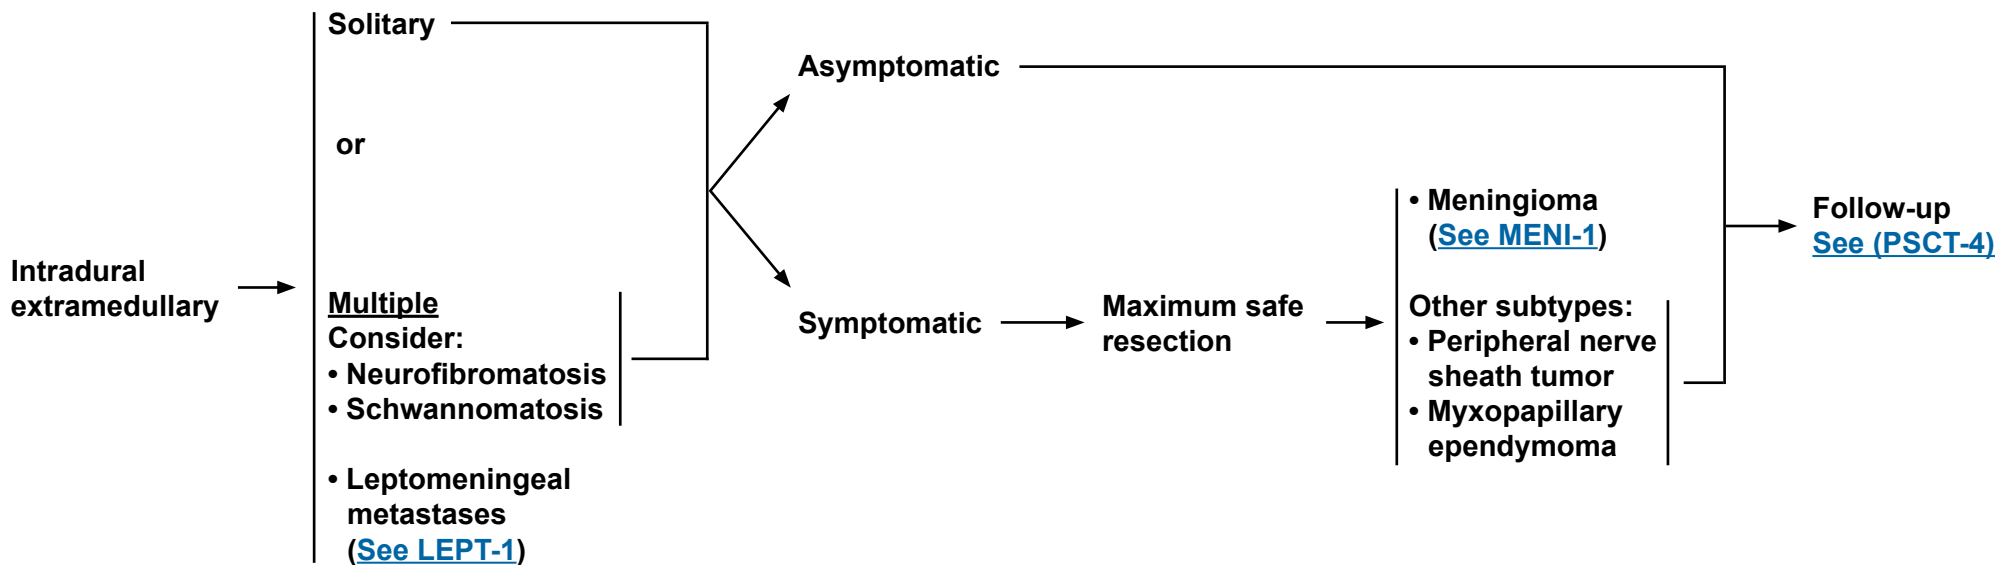 Intradural
extramedullary
Solitary
or
Multiple
Consider:
• Neurofibromatosis
• Schwannomatosis
• Leptomeningeal
metastases
(See LEPT-1)
Asymptomatic
Symptomatic
Maximum safe
resection
• Meningioma
(See MENI-1)
Other subtypes:
• Peripheral nerve
sheath tumor
• Myxopapillary
ependymoma
Follow-up
See (PSCT-4)